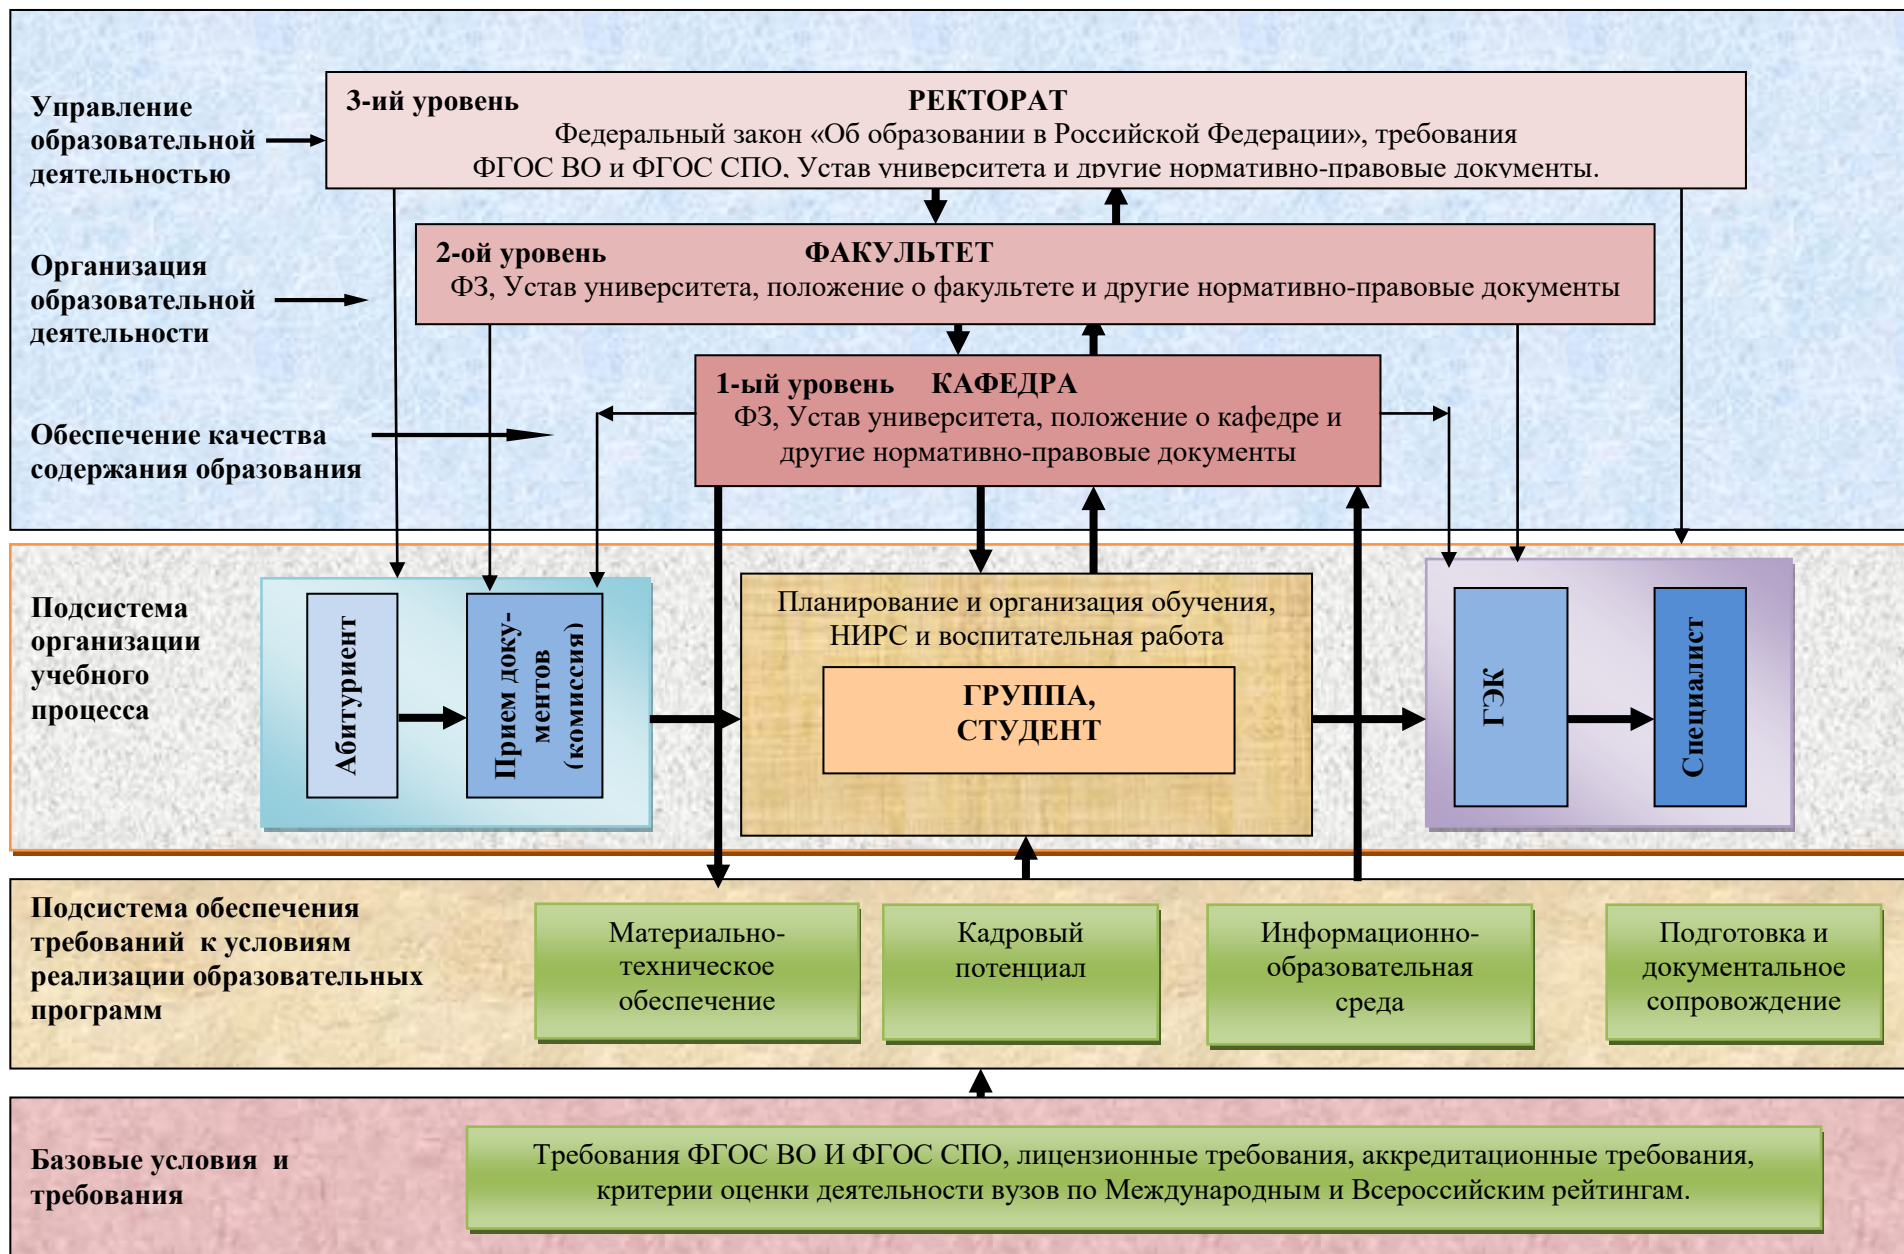 3-ий уровень РЕКТОРАТ
Федеральный закон «Об образовании в Российской Федерации», требования
ФГОС ВО и ФГОС СПО, Устав университета и другие нормативно-правовые документы.
Управление
образовательной
деятельностью
2-ой уровень ФАКУЛЬТЕТ
ФЗ, Устав университета, положение о факультете и другие нормативно-правовые документы
Организация
образовательной
деятельности
1-ый уровень КАФЕДРА
ФЗ, Устав университета, положение о кафедре и
другие нормативно-правовые документы
Обеспечение качества
содержания образования
Подсистема
организации
учебного
процесса
Абитуриент
Прием доку-
ментов
(комиссия)
Планирование и организация обучения,
НИРС и воспитательная работа
ГРУППА,
СТУДЕНТ
ГЭК
Специалист
Подсистема обеспечения
требований к условиям
реализации образовательных
программ
Материально-
техническое
обеспечение
Кадровый
потенциал
Информационно-
образовательная
среда
Подготовка и
документальное
сопровождение
Базовые условия и
требования
Требования ФГОС ВО И ФГОС СПО, лицензионные требования, аккредитационные требования,
критерии оценки деятельности вузов по Международным и Всероссийским рейтингам.